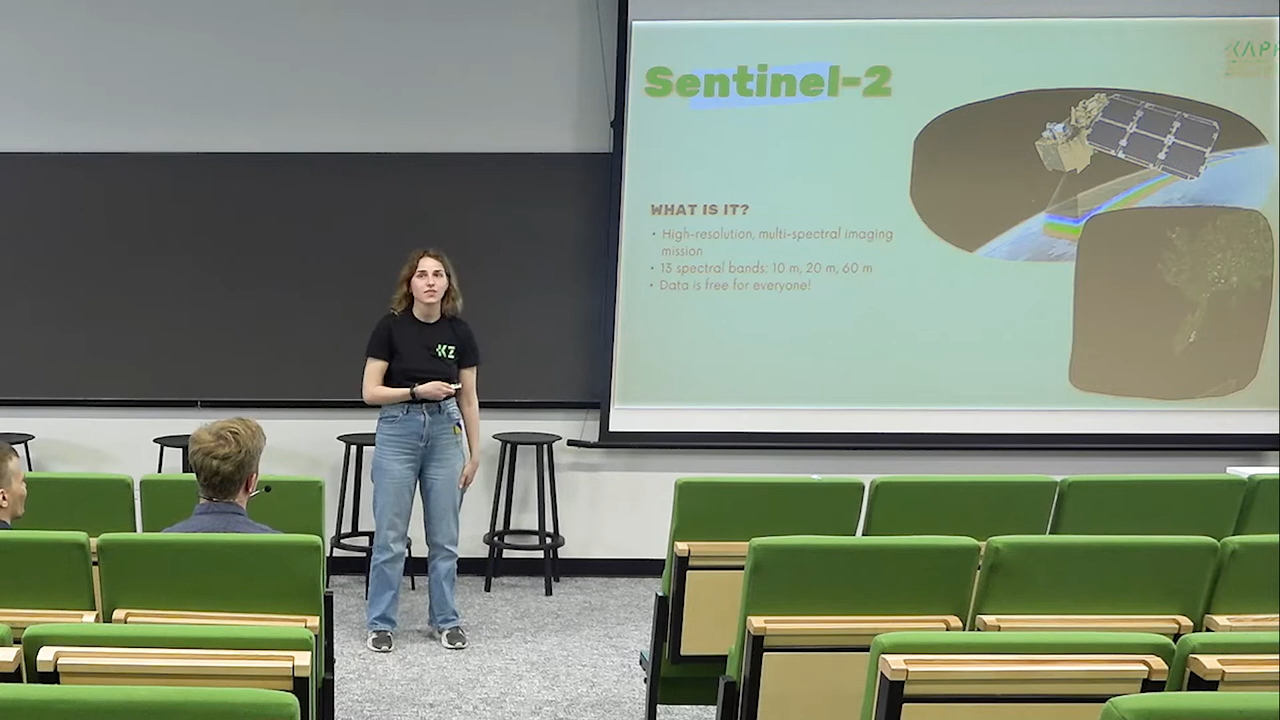 Sentinel-2
WHAT IS IT?
• High-resolution, multi-spectral imaging
mission
• 13 spectral bands: 10 m, 20 m, 60 m
• Data is free for everyone!
KZ